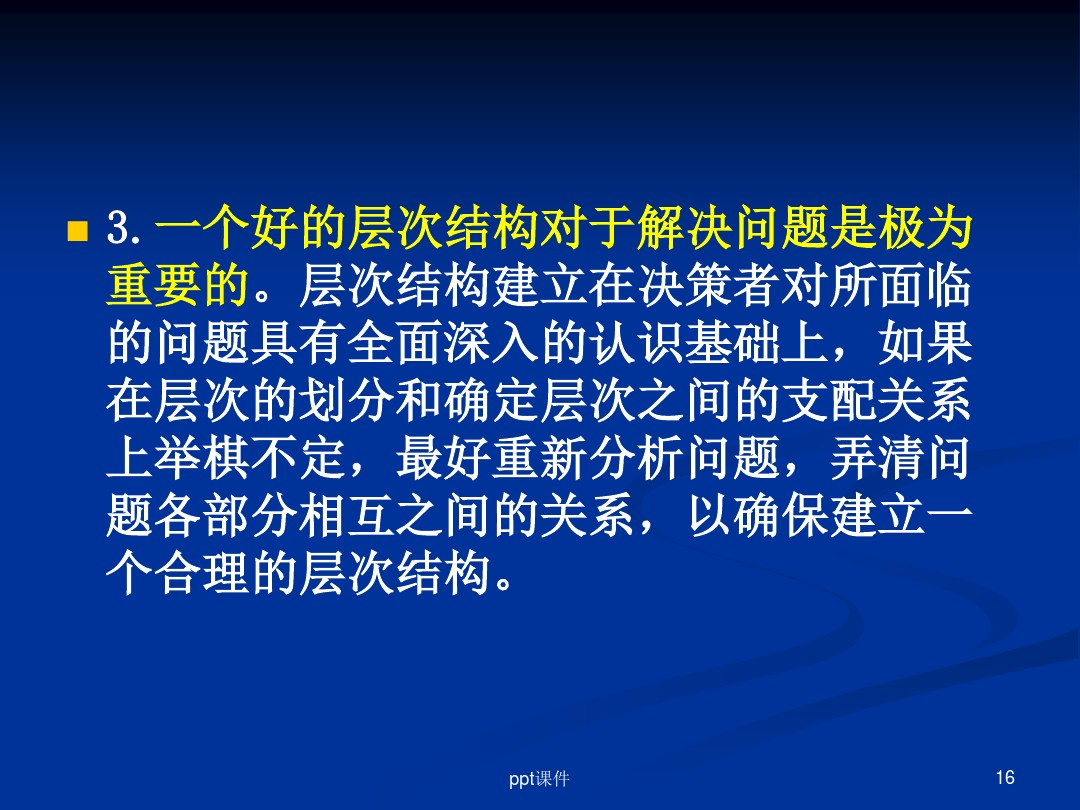 3.一个好的层次结构对于解决问题是极为
重要的。层次结构建立在决策者对所面临
的问题具有全面深入的认识基础上，如果
在层次的划分和确定层次之间的支配关系
上举棋不定，最好重新分析问题，弄清问
题各部分相互之间的关系，以确保建立一
个合理的层次结构。
ppt课件
16